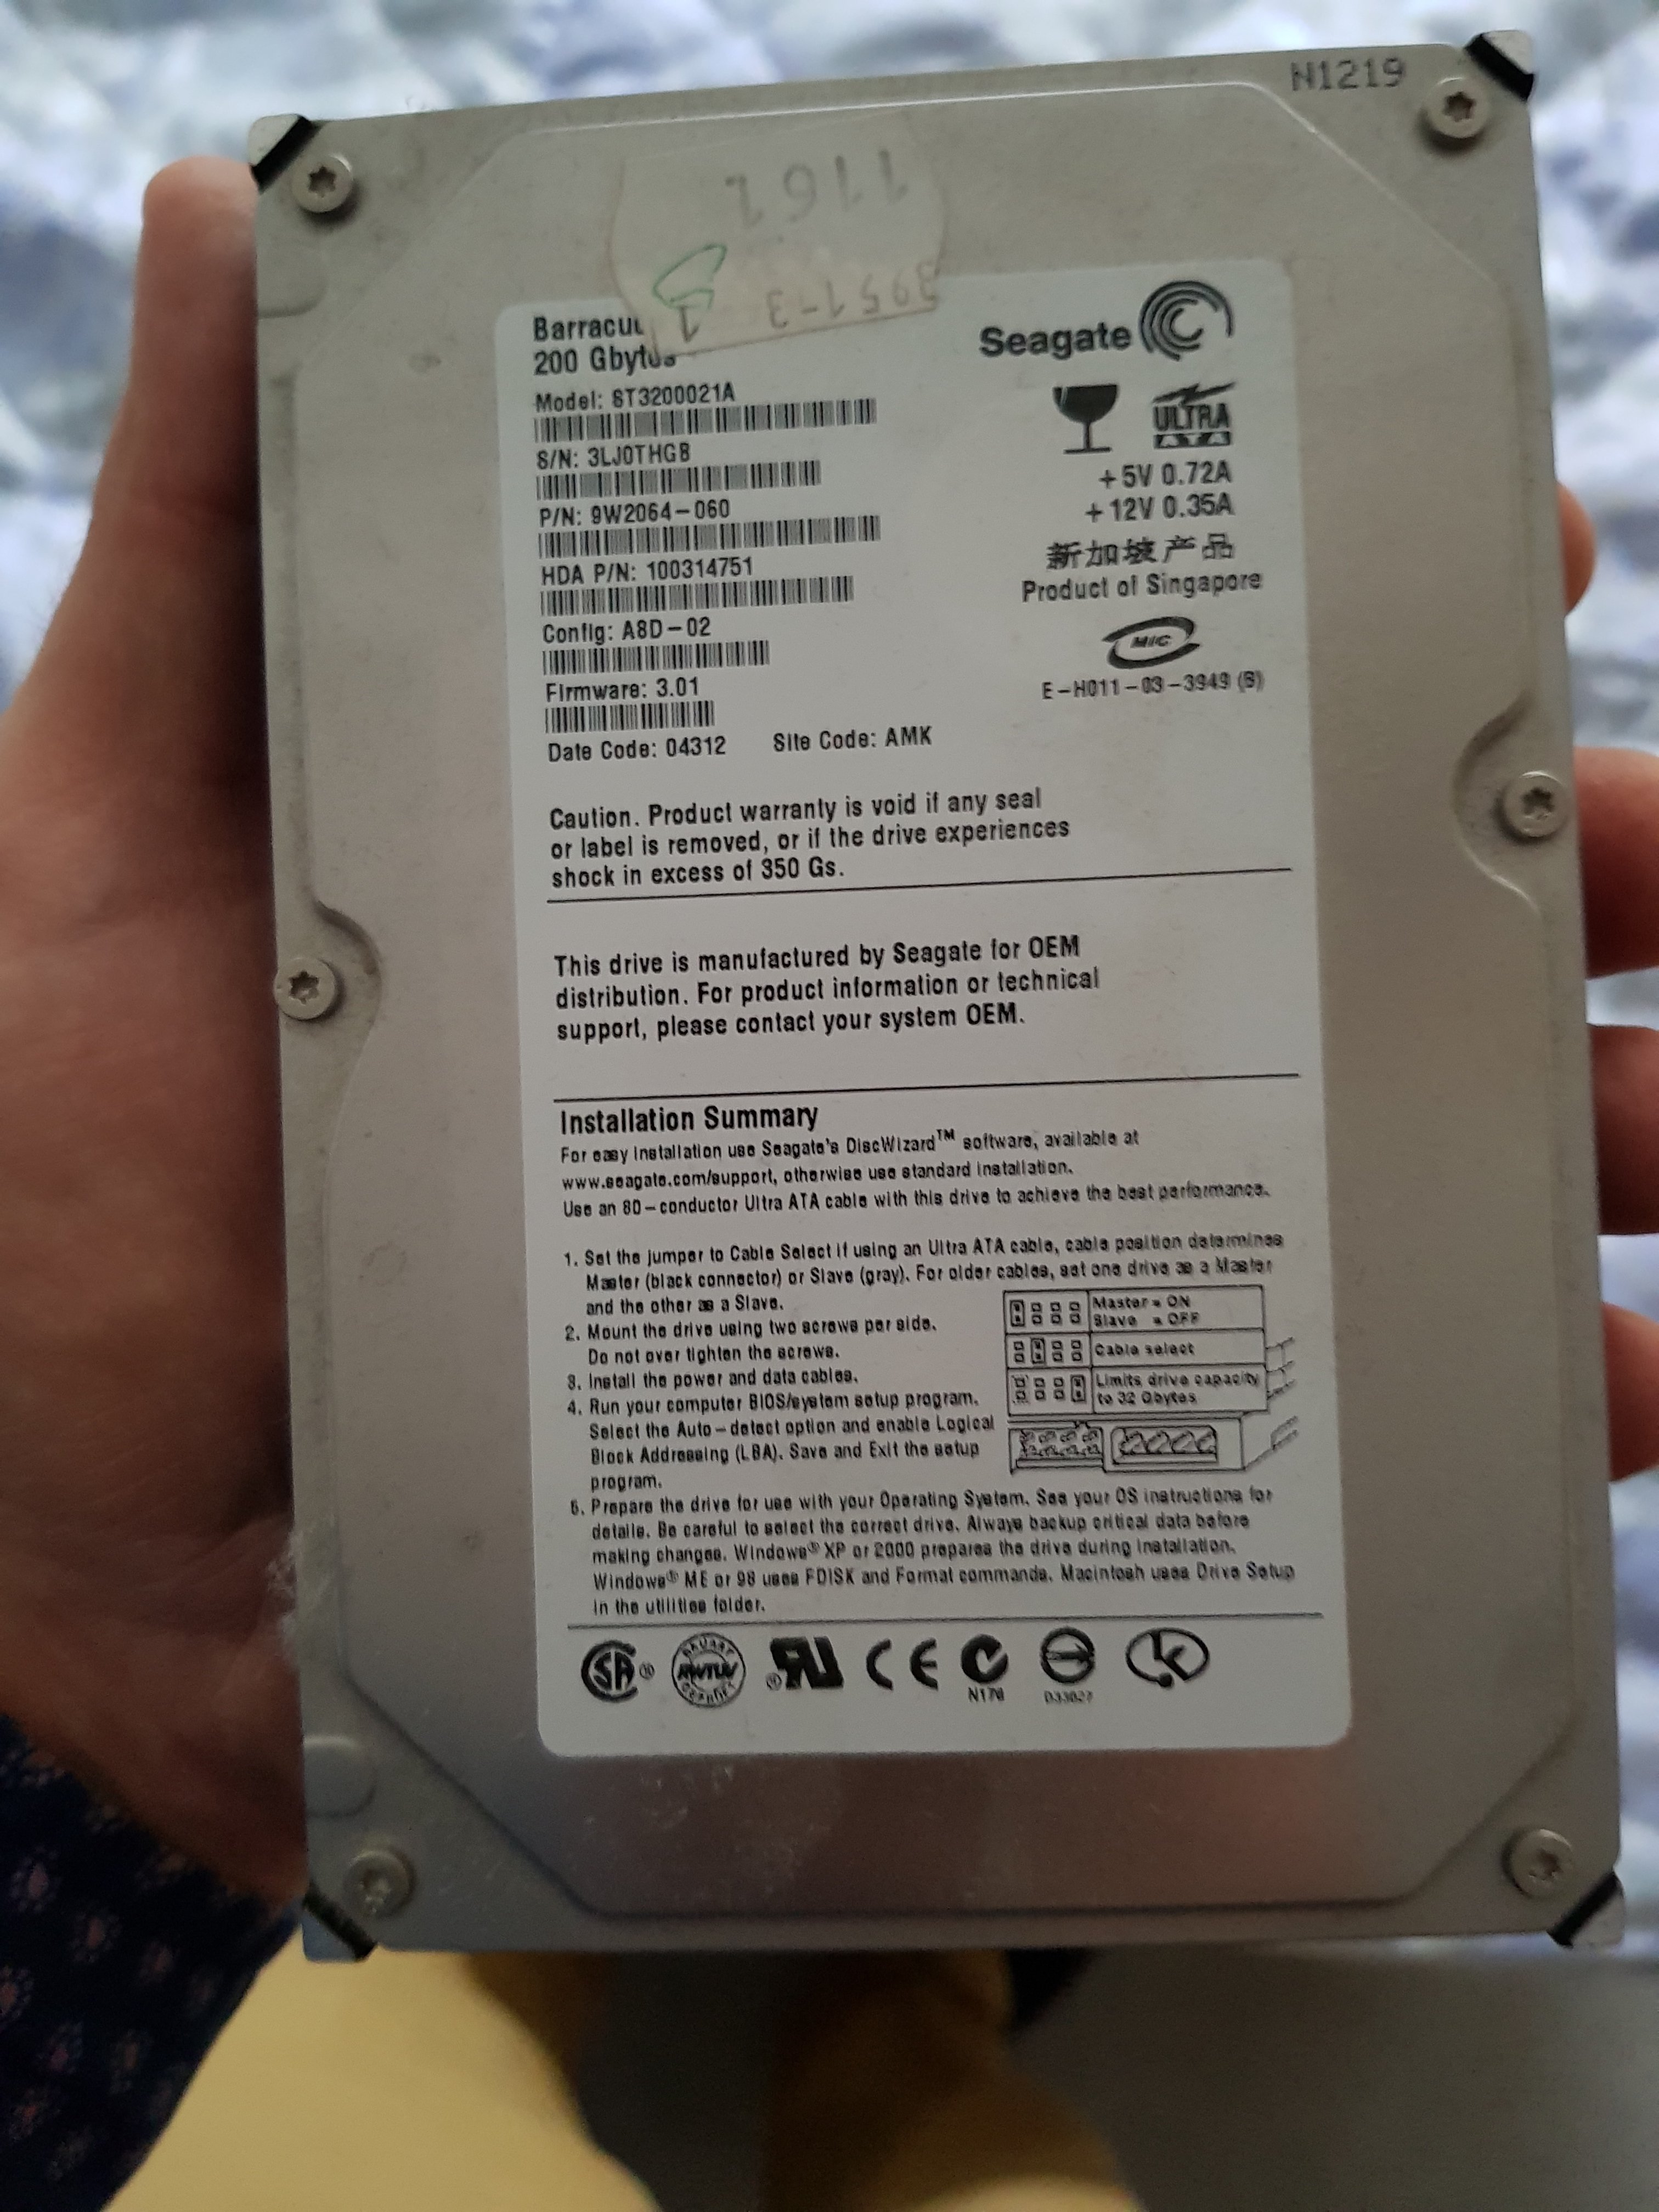 N1219
1161
3951-3
1
Barracu
200 Gbytes
Model: ST3200021A
S/N: 3LJ0THGB
P/N: 9W2064-060
HDA P/N: 100314751
Config: A8D-02
Firmware: 3.01
Date Code: 04312 Site Code: AMK
Seagate
ULTRA
ATA
+5V 0.72A
+12V 0.35A
新加坡产品
Product of Singapore
MIC
E-H011-03-3949 (B)
Caution. Product warranty is void if any seal
or label is removed, or if the drive experiences
shock in excess of 350 Gs.
This drive is manufactured by Seagate for OEM
distribution. For product information or technical
support, please contact your system OEM.
Installation Summary
For easy installation use Seagate's DiscWizard™ software, available at
www.seagate.com/support, otherwise use standard installation.
Use an 80-conductor Ultra ATA cable with this drive to achieve the best performance.
1. Set the jumper to Cable Select if using an Ultra ATA cable, cable position determines
Master (black connector) or Slave (gray). For older cables, set one drive as a Master
and the other as a Slave.
2. Mount the drive using two screws per side.
Do not over tighten the screws.
3. Install the power and data cables.
4. Run your computer BIOS/system setup program.
Select the Auto-detect option and enable Logical
Block Addressing (LBA). Save and Exit the setup
program.
Master = ON
Slave = OFF
Cable select
Limits drive capacity
to 32 Gbytes
5. Prepare the drive for use with your Operating System. See your OS instructions for
details. Be careful to select the correct drive. Always backup critical data before
making changes. Windows® XP or 2000 prepares the drive during installation.
Windows® ME or 98 uses FDISK and Format commands. Macintosh uses Drive Setup
in the utilities folder.
SA ®
RWTUV
RU
CE
N176
D33027